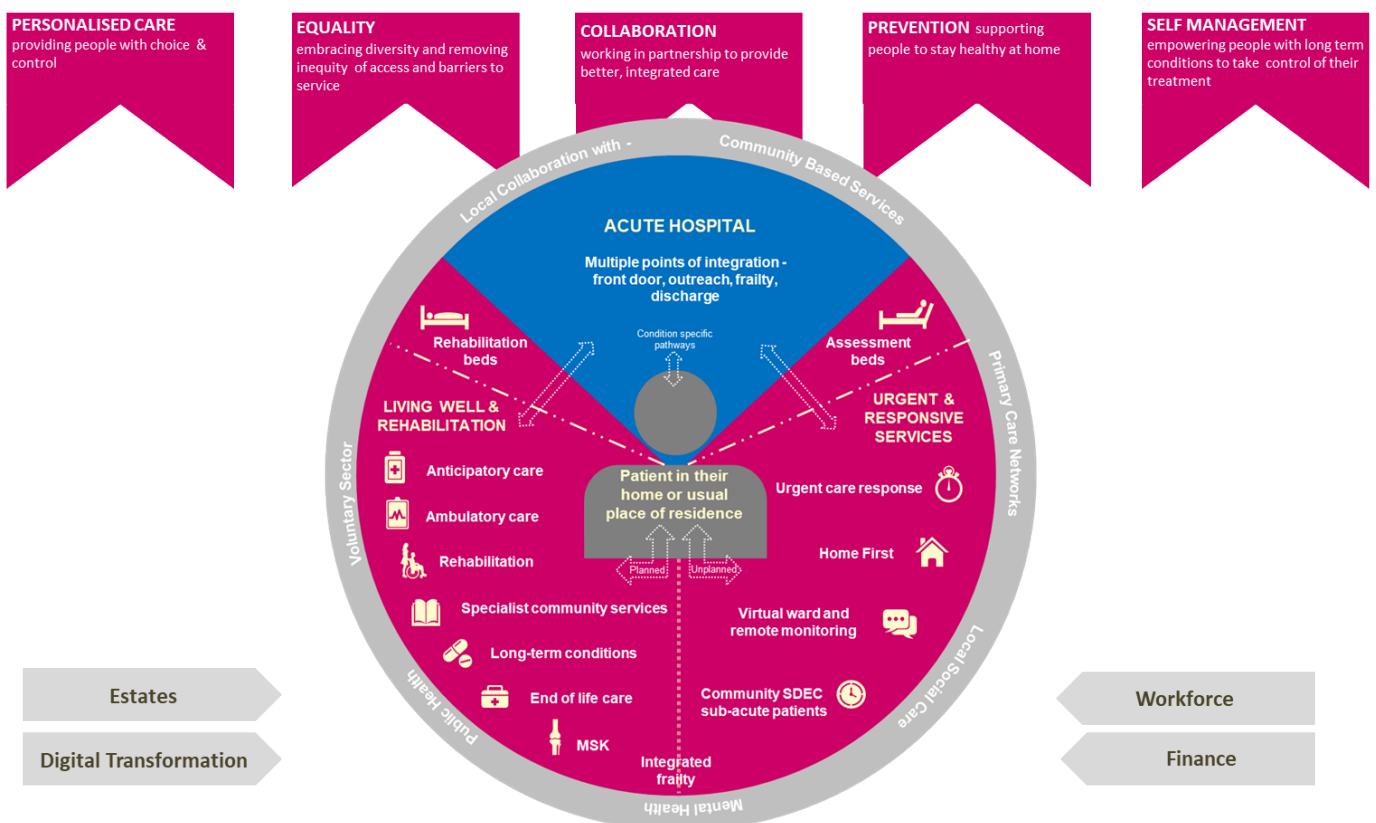 PERSONALISED CARE
providing people with choice & 
control
EQUALITY
embracing diversity and removing
inequity of access and barriers to
service
COLLABORATION
working in partnership to provide
better, integrated care
PREVENTION supporting
people to stay healthy at home
SELF MANAGEMENT
empowering people with long term
conditions to take control of their
treatment
Local Collaboration with -
Community Based Services
Primary Care Networks
Local Social Care
Mental Health
Public Health
Voluntary Sector
ACUTE HOSPITAL
Multiple points of integration -
front door, outreach, frailty,
discharge
Condition specific
pathways
Rehabilitation
beds
Assessment
beds
LIVING WELL &
REHABILITATION
Anticipatory care
Ambulatory care
Rehabilitation
Specialist community services
Long-term conditions
End of life care
MSK
Patient in their
home or usual
place of residence
Planned
Unplanned
URGENT &
RESPONSIVE
SERVICES
Urgent care response
Home First
Virtual ward and
remote monitoring
Community SDEC
sub-acute patients
Integrated
frailty
Estates
Digital Transformation
Workforce
Finance